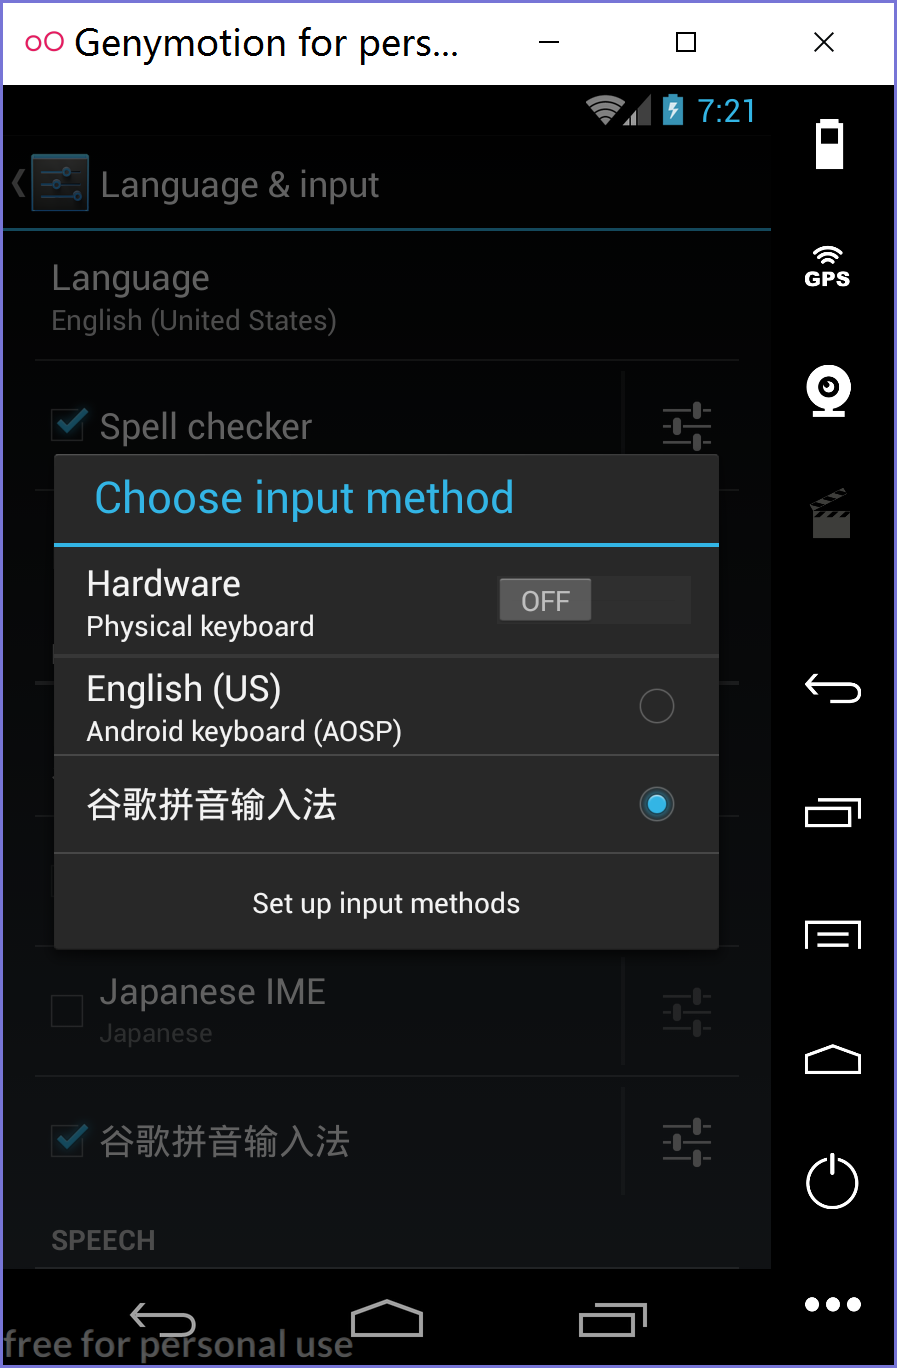 Genymotion for pers...
7:21
Language & input
GPS
Language
English (United States)
Spell checker
Choose input method
Hardware
Physical keyboard
OFF
English (US)
Android keyboard (AOSP)
谷歌拼音输入法
Set up input methods
Japanese IME
Japanese
谷歌拼音输入法
SPEECH
free for personal use